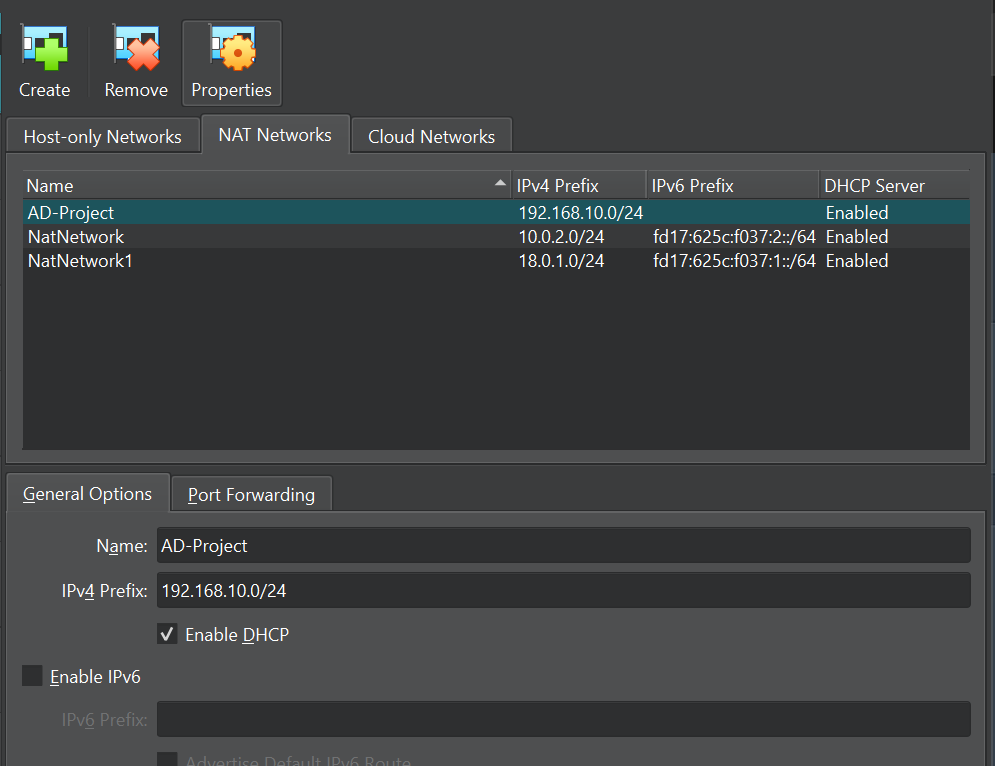 Create Remove Properties
Host-only Networks NAT Networks Cloud Networks
Name IPv4 Prefix IPv6 Prefix DHCP Server
AD-Project 192.168.10.0/24 Enabled
NatNetwork 10.0.2.0/24 fd17:625c:f037:2::/64 Enabled
NatNetwork1 18.0.1.0/24 fd17:625c:f037:1::/64 Enabled
General Options Port Forwarding
Name: AD-Project
IPv4 Prefix: 192.168.10.0/24
Enable DHCP
Enable IPv6
IPv6 Prefix:
Advertise Default IPv6 Route